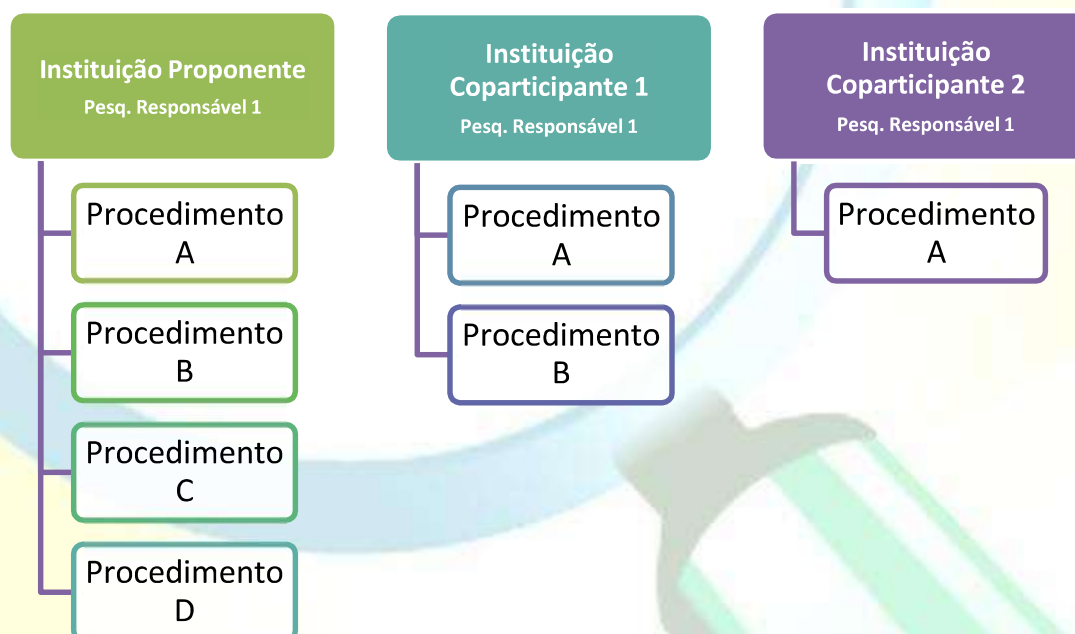 Instituição Proponente
Pesq. Responsável 1
Procedimento
A
Procedimento
B
Procedimento
C
Procedimento
D
Instituição
Coparticipante 1
Pesq. Responsável 1
Procedimento
A
Procedimento
B
Instituição
Coparticipante 2
Pesq. Responsável 1
Procedimento
A